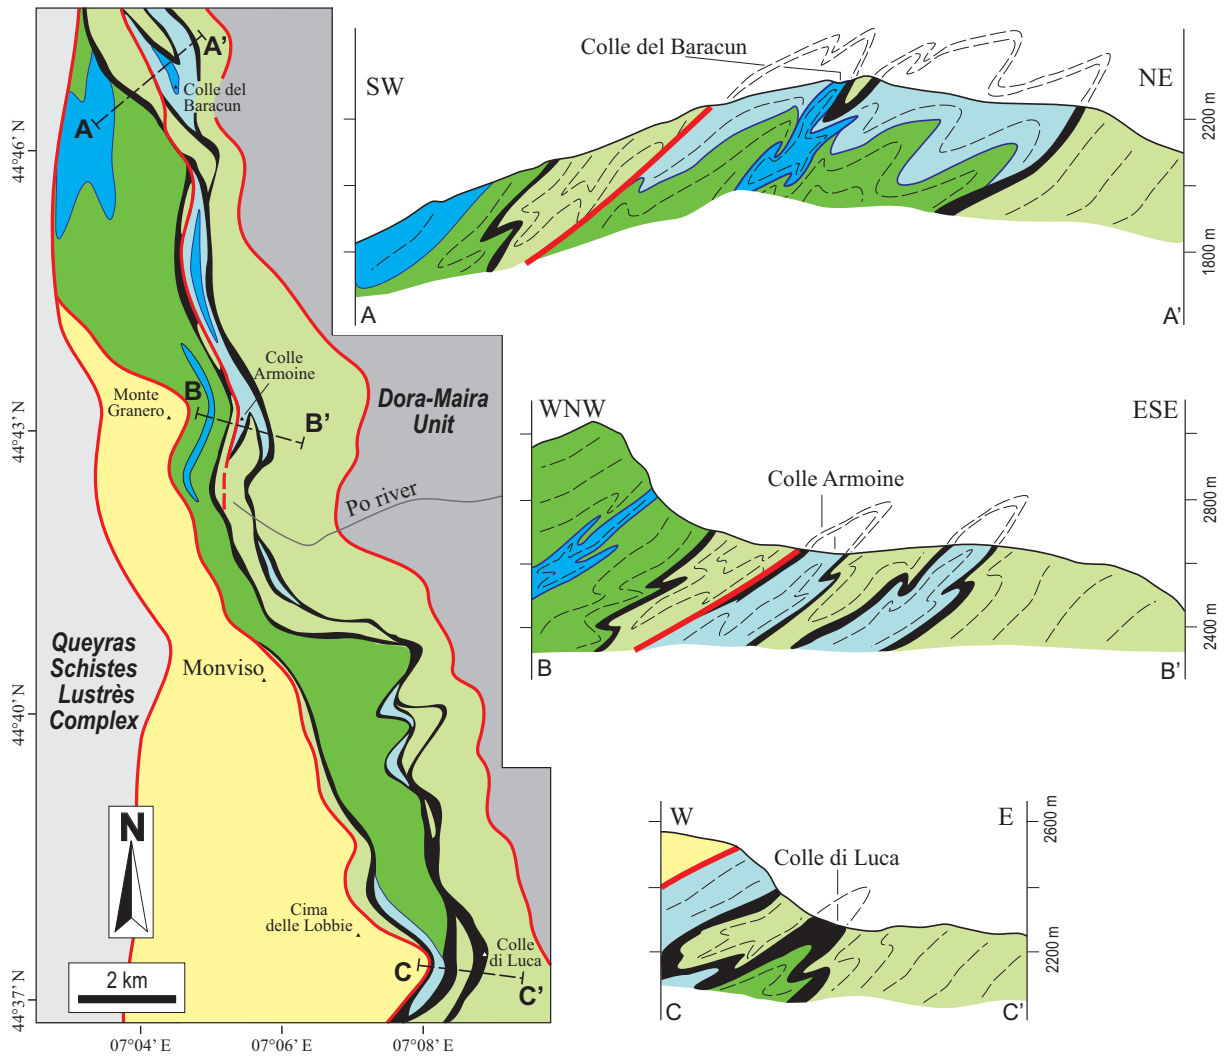 A'
Colle del
Baracun
A
44°46' N
Colle
Armoine
Monte
Granero
B
B'
Dora-Maira
Unit
44°43' N
Po river
Queyras
Schistes
Lustrès
Complex
Monviso
44°40' N
N
Cima
delle Lobbie
Colle
di Luca
C
C'
2 km
44°37' N
07°04' E
07°06' E
07°08' E
SW
Colle del Baracun
NE
2200 m
1800 m
A
A'
WNW
ESE
Colle Armoine
2800 m
2400 m
B
B'
W
E
2600 m
Colle di Luca
2200 m
C
C'